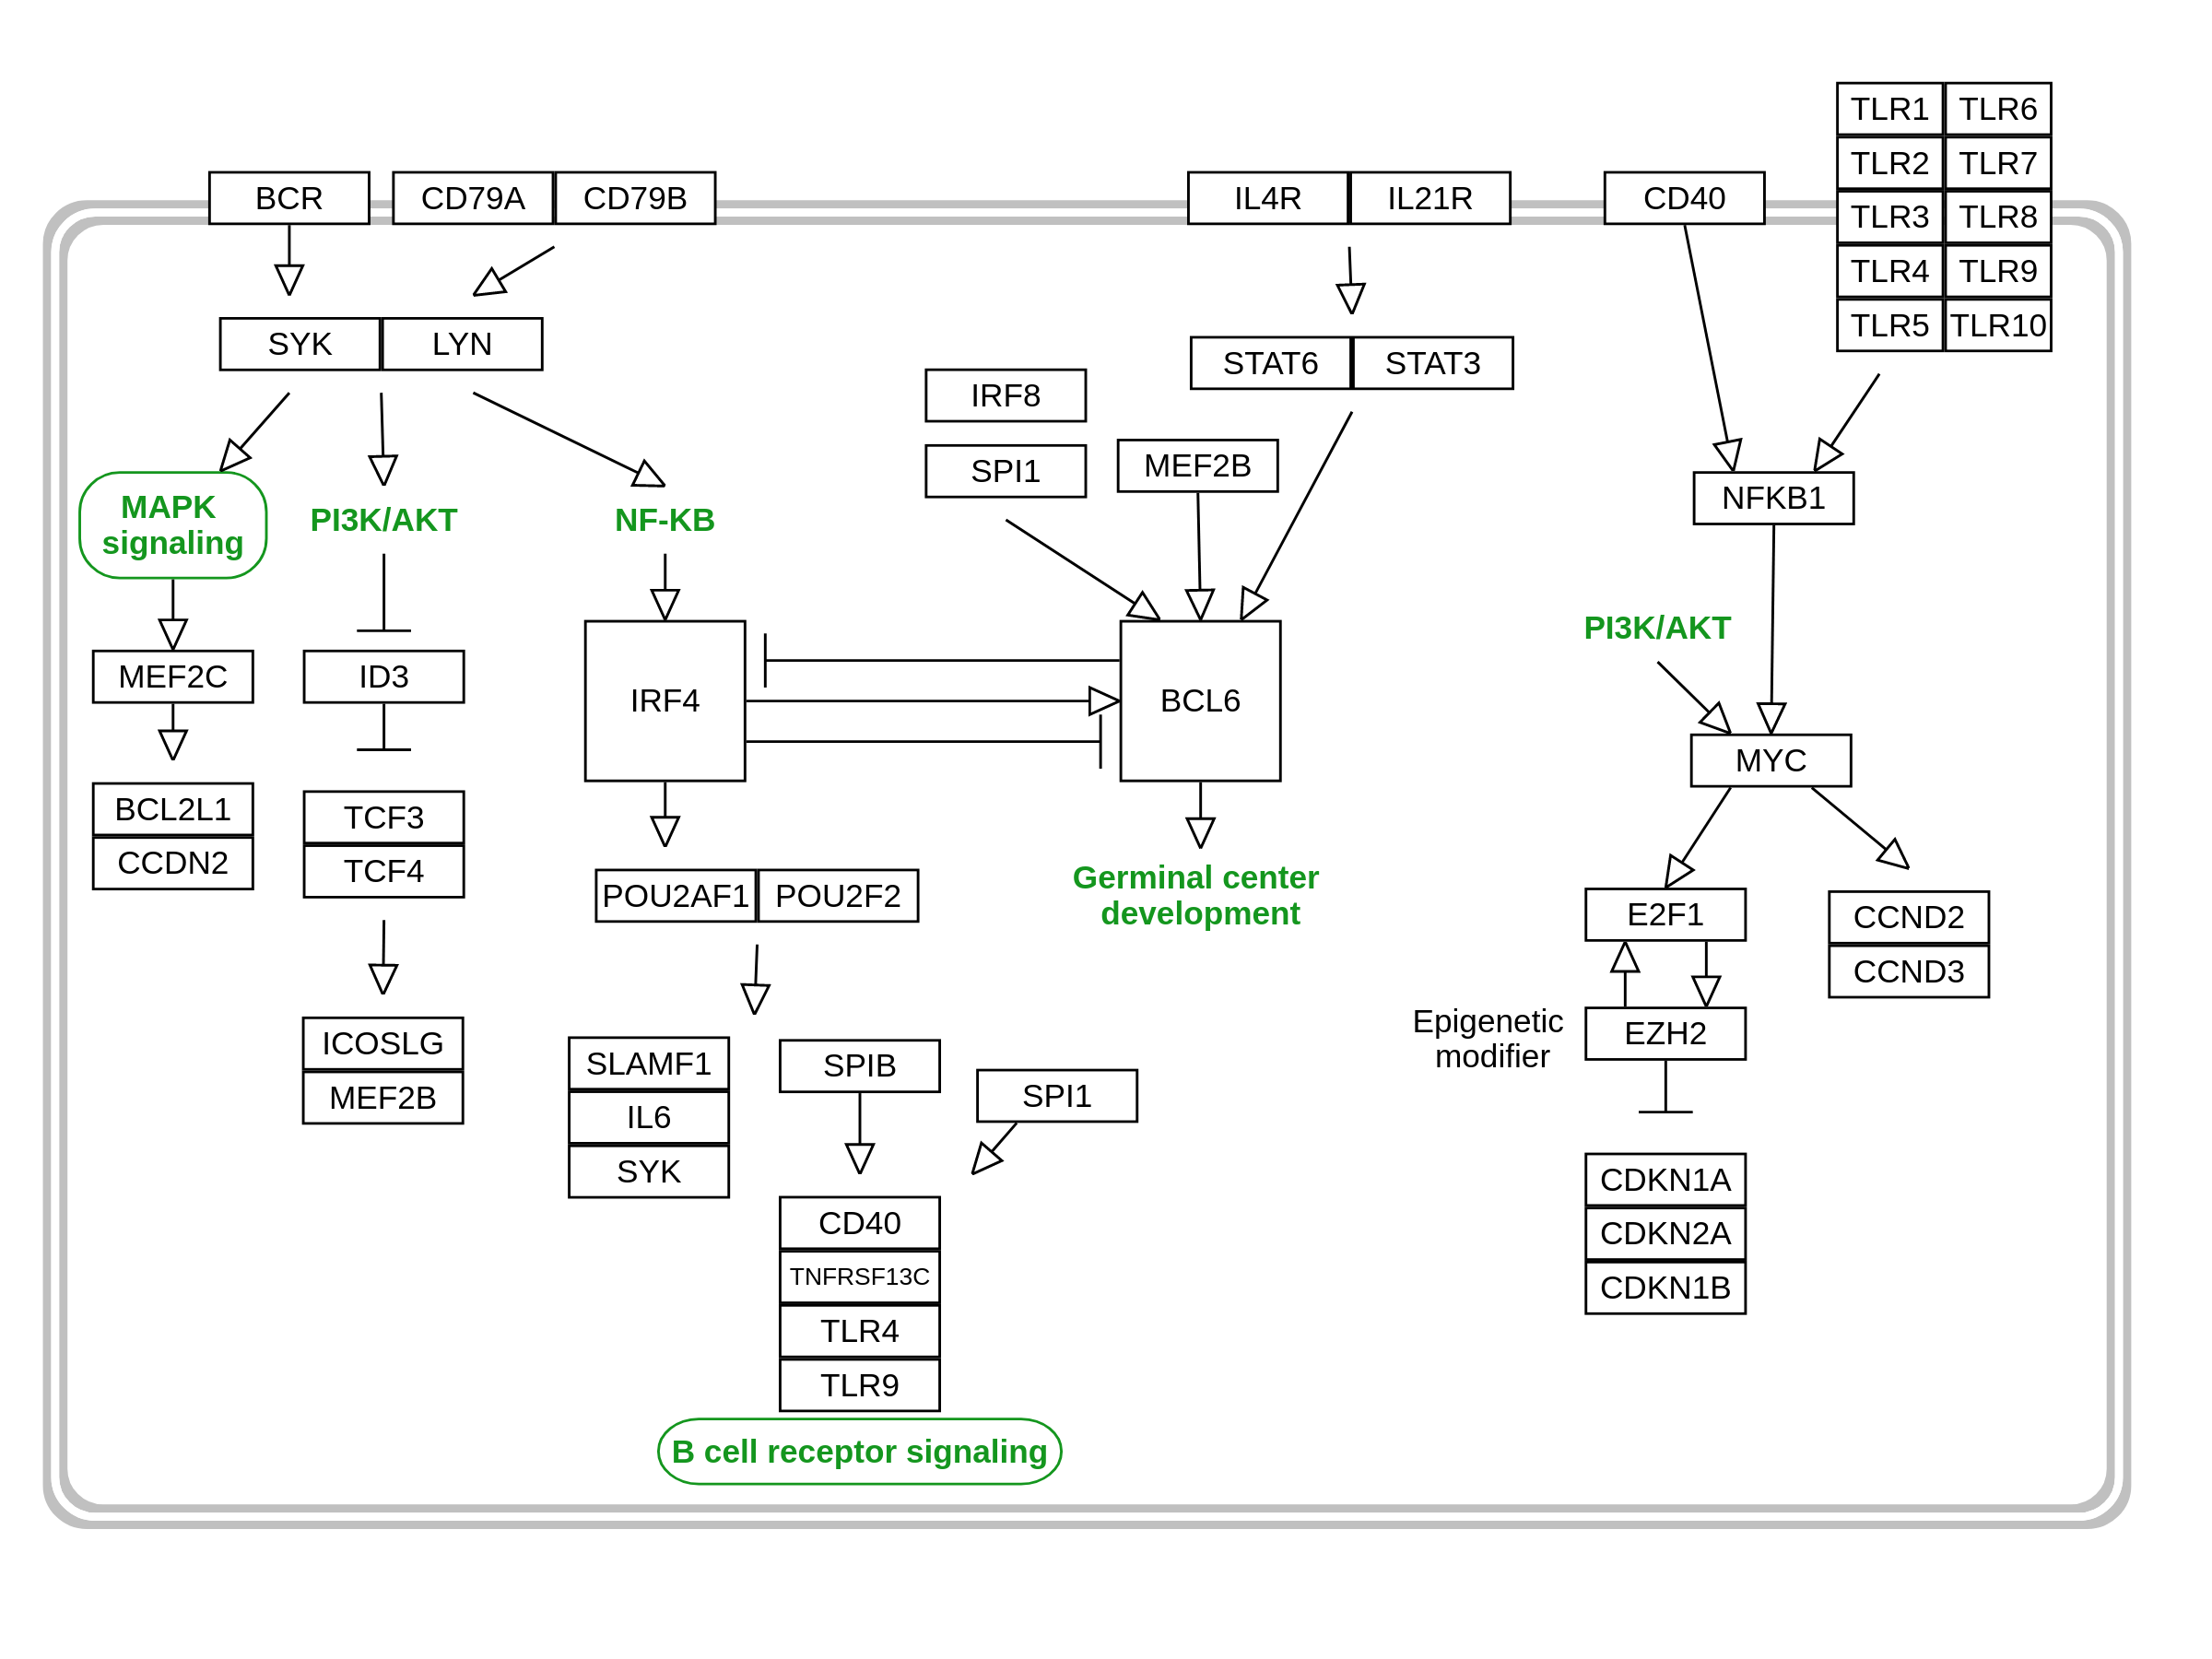 TLR1
TLR6
TLR2
TLR7
BCR
CD79A
CD79B
IL4R
IL21R
CD40
TLR3
TLR8
TLR4
TLR9
TLR5
TLR10
SYK
LYN
STAT6
STAT3
IRF8
SPI1
MEF2B
NFKB1
MAPK
signaling
PI3K/AKT
NF-KB
PI3K/AKT
MEF2C
ID3
IRF4
BCL6
MYC
BCL2L1
CCDN2
TCF3
TCF4
POU2AF1
POU2F2
Germinal center
development
E2F1
CCND2
CCND3
Epigenetic
modifier
EZH2
ICOSLG
MEF2B
SLAMF1
IL6
SYK
SPIB
SPI1
CDKN1A
CDKN2A
CDKN1B
CD40
TNFRSF13C
TLR4
TLR9
B cell receptor signaling